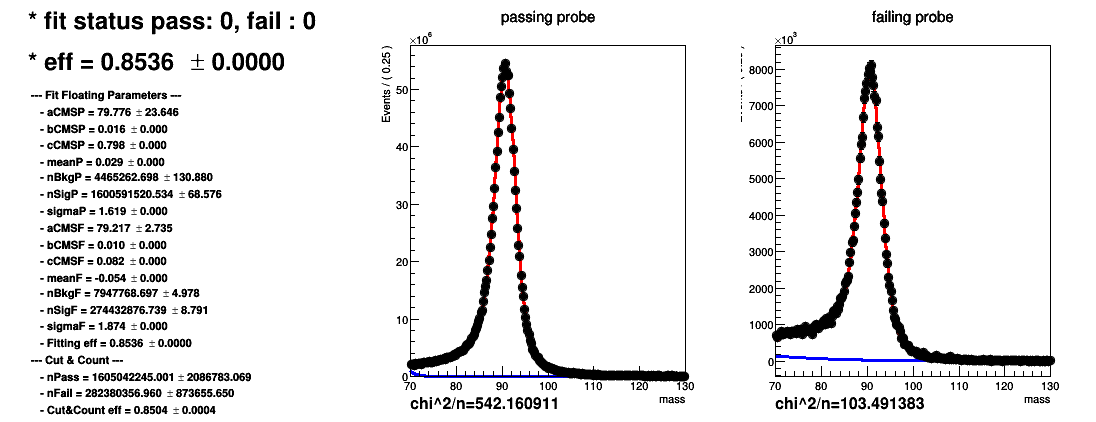 * fit status pass: 0, fail : 0
* eff = 0.8536 ± 0.0000
--- Fit Floating Parameters ---
- aCMSP = 79.776 ± 23.646
- bCMSP = 0.016 ± 0.000
- cCMSP = 0.798 ± 0.000
- meanP = 0.029 ± 0.000
- nBkgP = 4465262.698 ± 130.880
- nSigP = 1600591520.534 ± 68.576
- sigmaP = 1.619 ± 0.000
- aCMSF = 79.217 ± 2.735
- bCMSF = 0.010 ± 0.000
- cCMSF = 0.082 ± 0.000
- meanF = -0.054 ± 0.000
- nBkgF = 7947768.697 ± 4.978
- nSigF = 274432876.739 ± 8.791
- sigmaF = 1.874 ± 0.000
- Fitting eff = 0.8536 ± 0.0000
--- Cut & Count ---
- nPass = 1605042245.001 ± 2086783.069
- nFail = 282380356.960 ± 873655.650
- Cut&Count eff = 0.8504 ± 0.0004
passing probe
×10^6
Events / ( 0.25 )
50
40
30
20
10
0
70 80 90 100 110 120 130
mass
chi^2/n=542.160911
failing probe
×10^3
8000
7000
6000
5000
4000
3000
2000
1000
0
70 80 90 100 110 120 130
mass
chi^2/n=103.491383